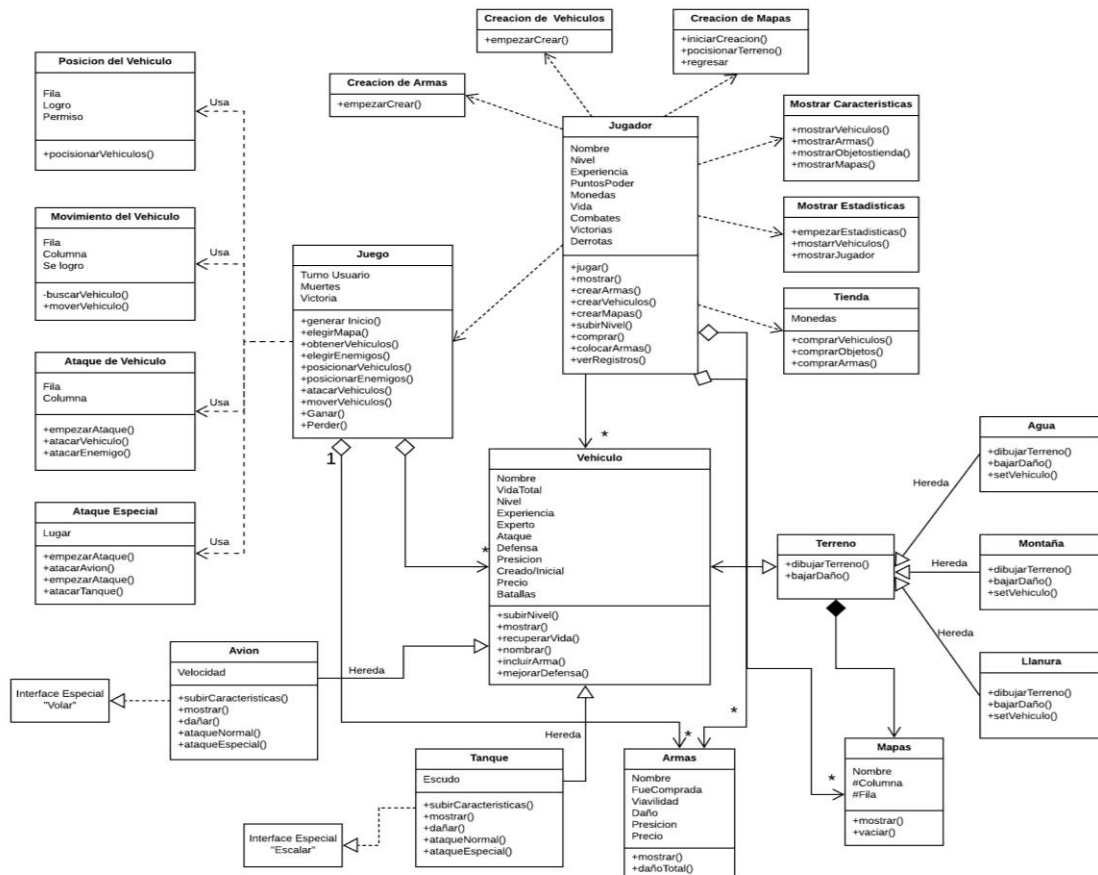 Creacion de Vehiculos
+empezarCrear()
Creacion de Mapas
+iniciarCreacion()
+pocisionarTerreno()
+regresar
Creacion de Armas
+empezarCrear()
Posicion del Vehiculo
Fila
Logro
Permiso
+pocisionarVehiculos()
Usa
Movimiento del Vehiculo
Fila
Columna
Se logro
-buscarVehiculo()
+moverVehiculo()
Usa
Ataque de Vehiculo
Fila
Columna
+empezarAtaque()
+atacarVehiculo()
+atacarEnemigo()
Usa
Ataque Especial
Lugar
+empezarAtaque()
+atacarAvion()
+empezarAtaque()
+atacarTanque()
Usa
Juego
Turno Usuario
Muertes
Victoria
+generar Inicio()
+elegirMapa()
+obtenerVehiculos()
+elegirEnemigos()
+posicionarVehiculos()
+posicionarEnemigos()
+atacarVehiculos()
+moverVehiculos()
+Ganar()
+Perder()
1
*
*
Jugador
Nombre
Nivel
Experiencia
PuntosPoder
Monedas
Vida
Combates
Victorias
Derrotas
+jugar()
+mostrar()
+crearArmas()
+crearVehiculos()
+crearMapas()
+subirNivel()
+comprar()
+colocarArmas()
+verRegistros()
*
*
*
Mostrar Caracteristicas
+mostrarVehiculos()
+mostrarArmas()
+mostrarObjetostienda()
+mostrarMapas()
Mostrar Estadisticas
+empezarEstadisticas()
+mostarrVehiculos()
+mostrarJugador
Tienda
Monedas
+comprarVehiculos()
+comprarObjetos()
+comprarArmas()
Vehiculo
Nombre
VidaTotal
Nivel
Experiencia
Experto
Ataque
Defensa
Presicion
Creado/Inicial
Precio
Batallas
+subirNivel()
+mostrar()
+recuperarVida()
+nombrar()
+incluirArma()
+mejorarDefensa()
Terreno
+dibujarTerreno()
+bajarDaño()
Agua
+dibujarTerreno()
+bajarDaño()
+setVehiculo()
Hereda
Montaña
+dibujarTerreno()
+bajarDaño()
+setVehiculo()
Hereda
Llanura
+dibujarTerreno()
+bajarDaño()
+setVehiculo()
Hereda
Avion
Velocidad
+subirCaracteristicas()
+mostrar()
+dañar()
+ataqueNormal()
+ataqueEspecial()
Hereda
Interface Especial
"Volar"
Tanque
Escudo
+subirCaracteristicas()
+mostrar()
+dañar()
+ataqueNormal()
+ataqueEspecial()
Hereda
Interface Especial
"Escalar"
Armas
Nombre
FueComprada
Viavilidad
Daño
Presicion
Precio
+mostrar()
+dañoTotal()
Mapas
Nombre
#Columna
#Fila
+mostrar()
+vaciar()